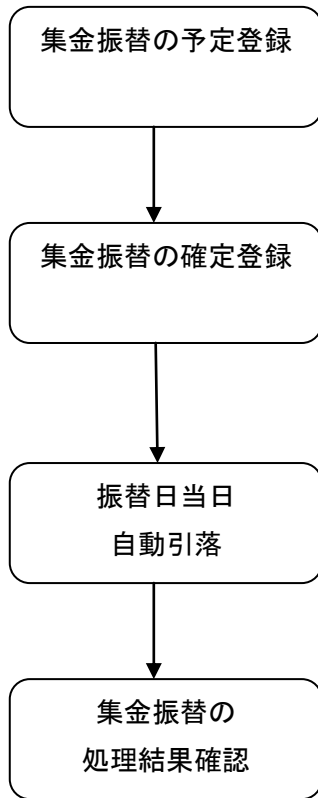 集金振替の予定登録
集金振替の確定登録
振替日当日
自動引落
集金振替の
処理結果確認